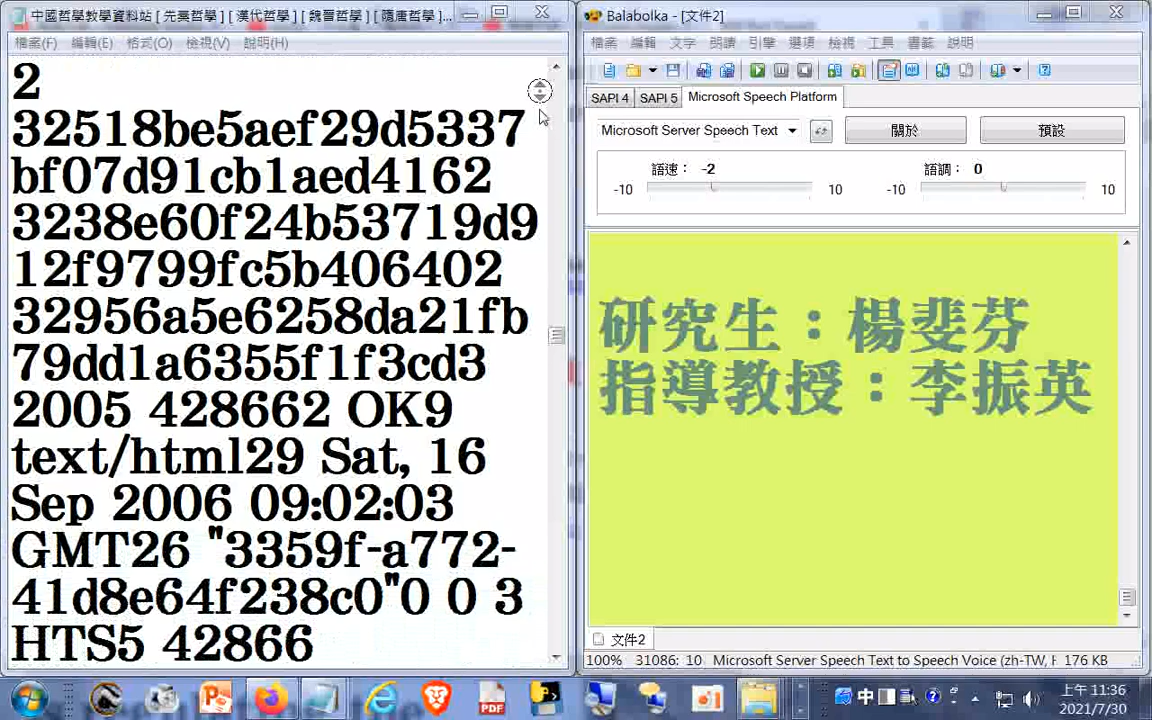 中國哲學教學資料站 [ 先秦哲學 ] [ 漢代哲學 ] [ 魏晉哲學 ] [ 隋唐哲學 ]...
檔案(F) 編輯(E) 格式(O) 檢視(V) 說明(H)
2
32518be5aef29d5337
bf07d91cb1aed4162
3238e60f24b53719d9
12f9799fc5b406402
32956a5e6258da21fb
79dd1a6355f1f3cd3
2005 428662 OK9
text/html29 Sat, 16
Sep 2006 09:02:03
GMT26 "3359f-a772-
41d8e64f238c0"0 0 3
HTS5 42866
Balabolka - [文件2]
檔案 編輯 文字 朗讀 引擎 選項 檢視 工具 書籤 說明
SAPI 4 SAPI 5 Microsoft Speech Platform
Microsoft Server Speech Text 關於 預設
語速： -2 語調： 0
-10 10 -10 10
研究生：楊斐芬
指導教授：李振英
文件2
100% 31086: 10 Microsoft Server Speech Text to Speech Voice (zh-TW, H 176 KB
中
PDF
上午 11:36
2021/7/30